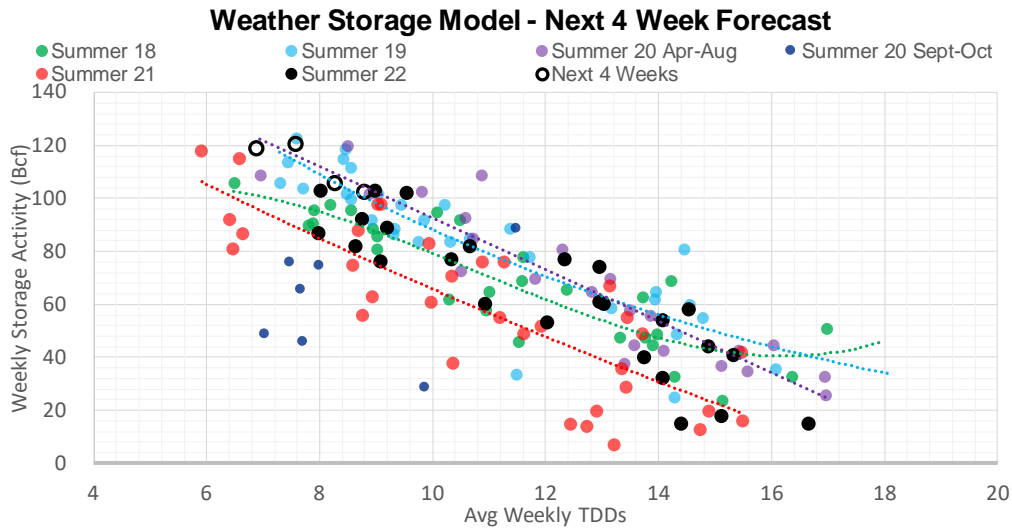 Weather Storage Model - Next 4 Week Forecast
Summer 18 Summer 19 Summer 20 Apr-Aug Summer 20 Sept-Oct
Summer 21 Summer 22 Next 4 Weeks
140
120
100
80
60
40
20
0
Weekly Storage Activity (Bcf)
4 6 8 10 12 14 16 18 20
Avg Weekly TDDs